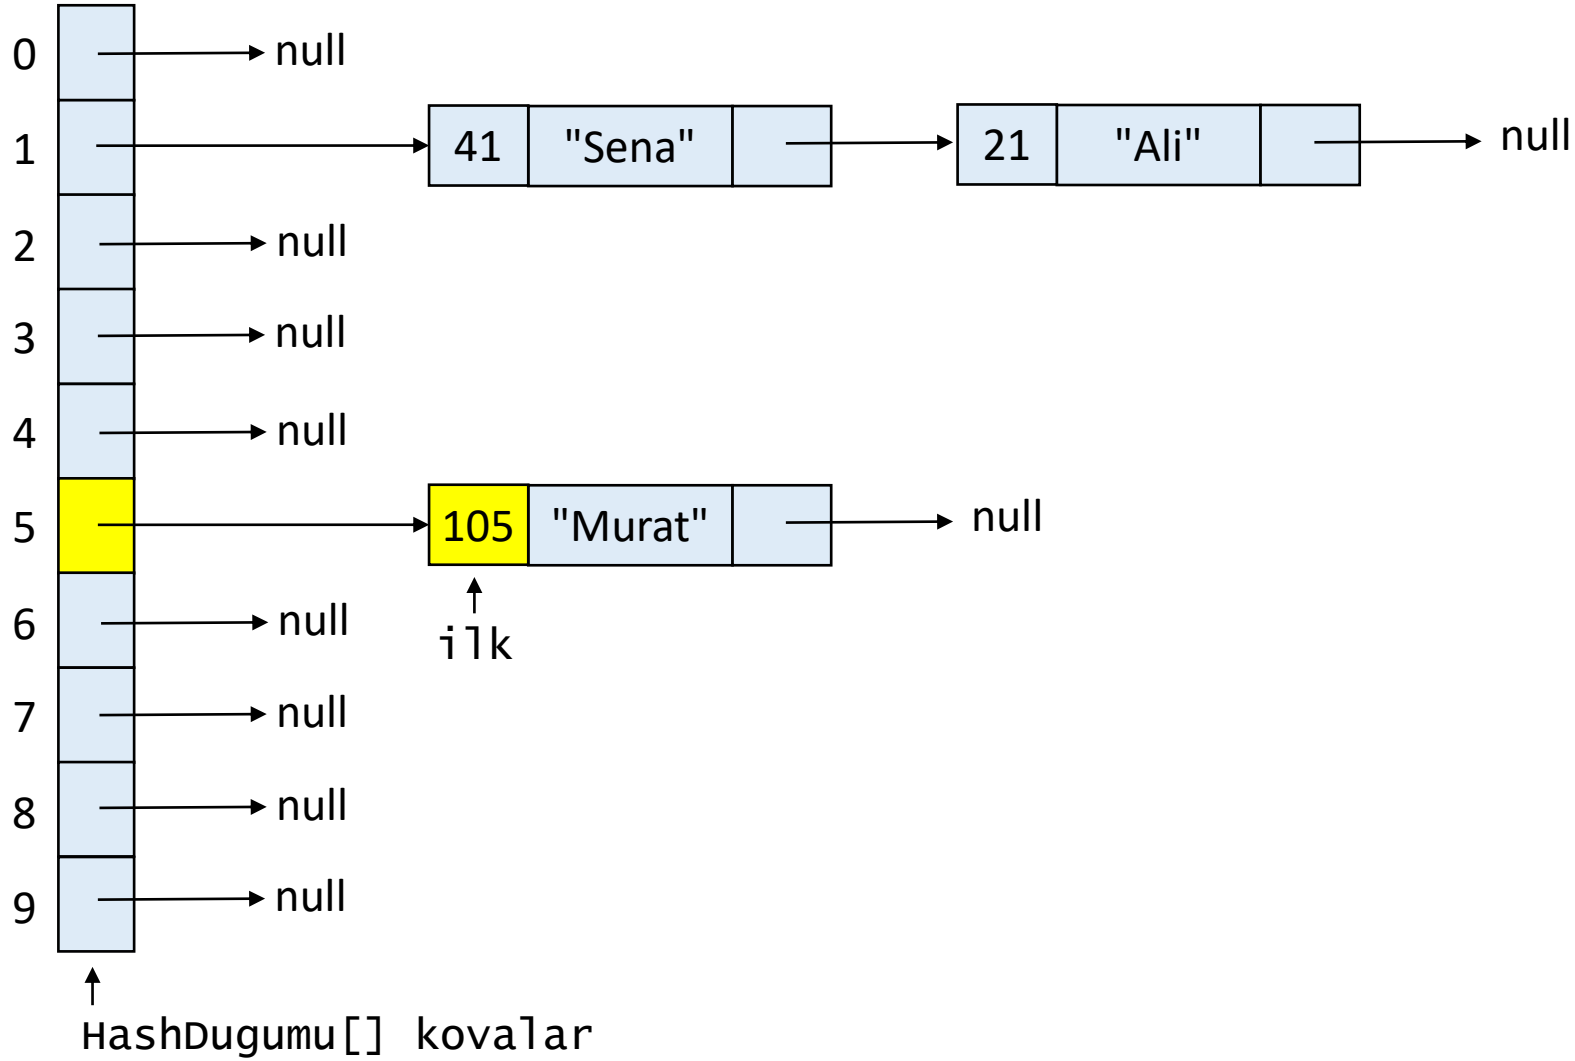 0 null
1 41 "Sena" 21 "Ali" null
2 null
3 null
4 null
5 105 "Murat" null
6 null
ilk
7 null
8 null
9 null
HashDugumu[] kovalar